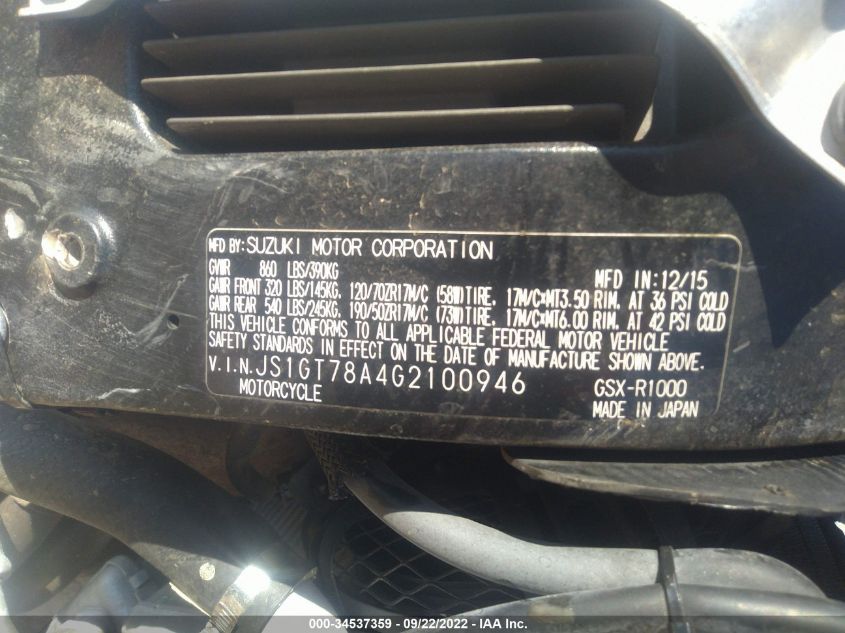 MFD BY: SUZUKI MOTOR CORPORATION
GVWR 860 LBS/390KG MFD IN: 12/15
GAWR FRONT 320 LBS/145KG, 120/70ZR17M/C (58W)TIRE, 17M/C×MT3.50 RIM, AT 36 PSI COLD
GAWR REAR 540 LBS/245KG, 190/50ZR17M/C (73W)TIRE, 17M/C×MT6.00 RIM, AT 42 PSI COLD
THIS VEHICLE CONFORMS TO ALL APPLICABLE FEDERAL MOTOR VEHICLE
SAFETY STANDARDS IN EFFECT ON THE DATE OF MANUFACTURE SHOWN ABOVE.
V.I.N. JS1GT78A4G2100946 GSX-R1000
MOTORCYCLE MADE IN JAPAN
000-34537359 - 09/22/2022 - IAA Inc.